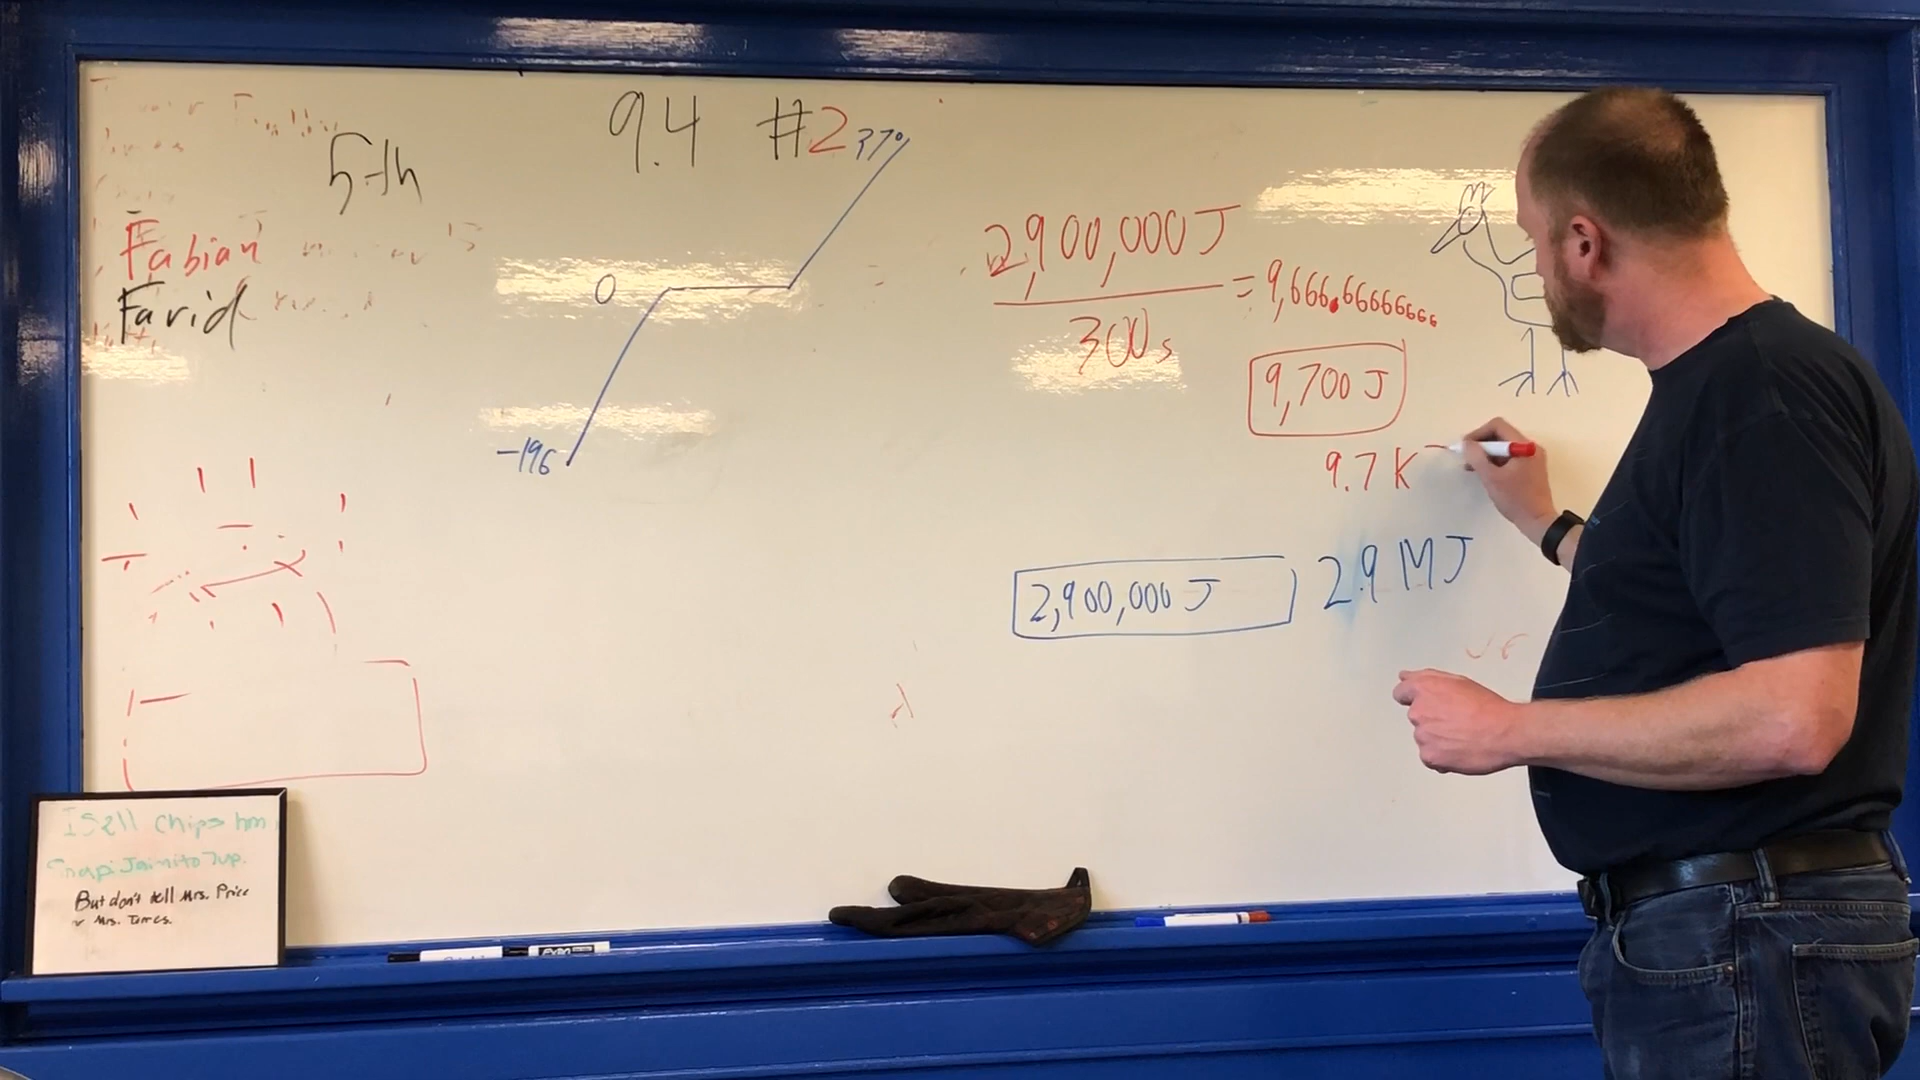 5th
9.4 #2
Fabian
Farid
37°
0
-196
2,900,000 J
300 s
= 9,666.66666666
9,700 J
9.7 K
2,900,000 J
2.9 MJ
I Sell chips hm
But don't tell Mrs. Price
or Mrs. Torres.